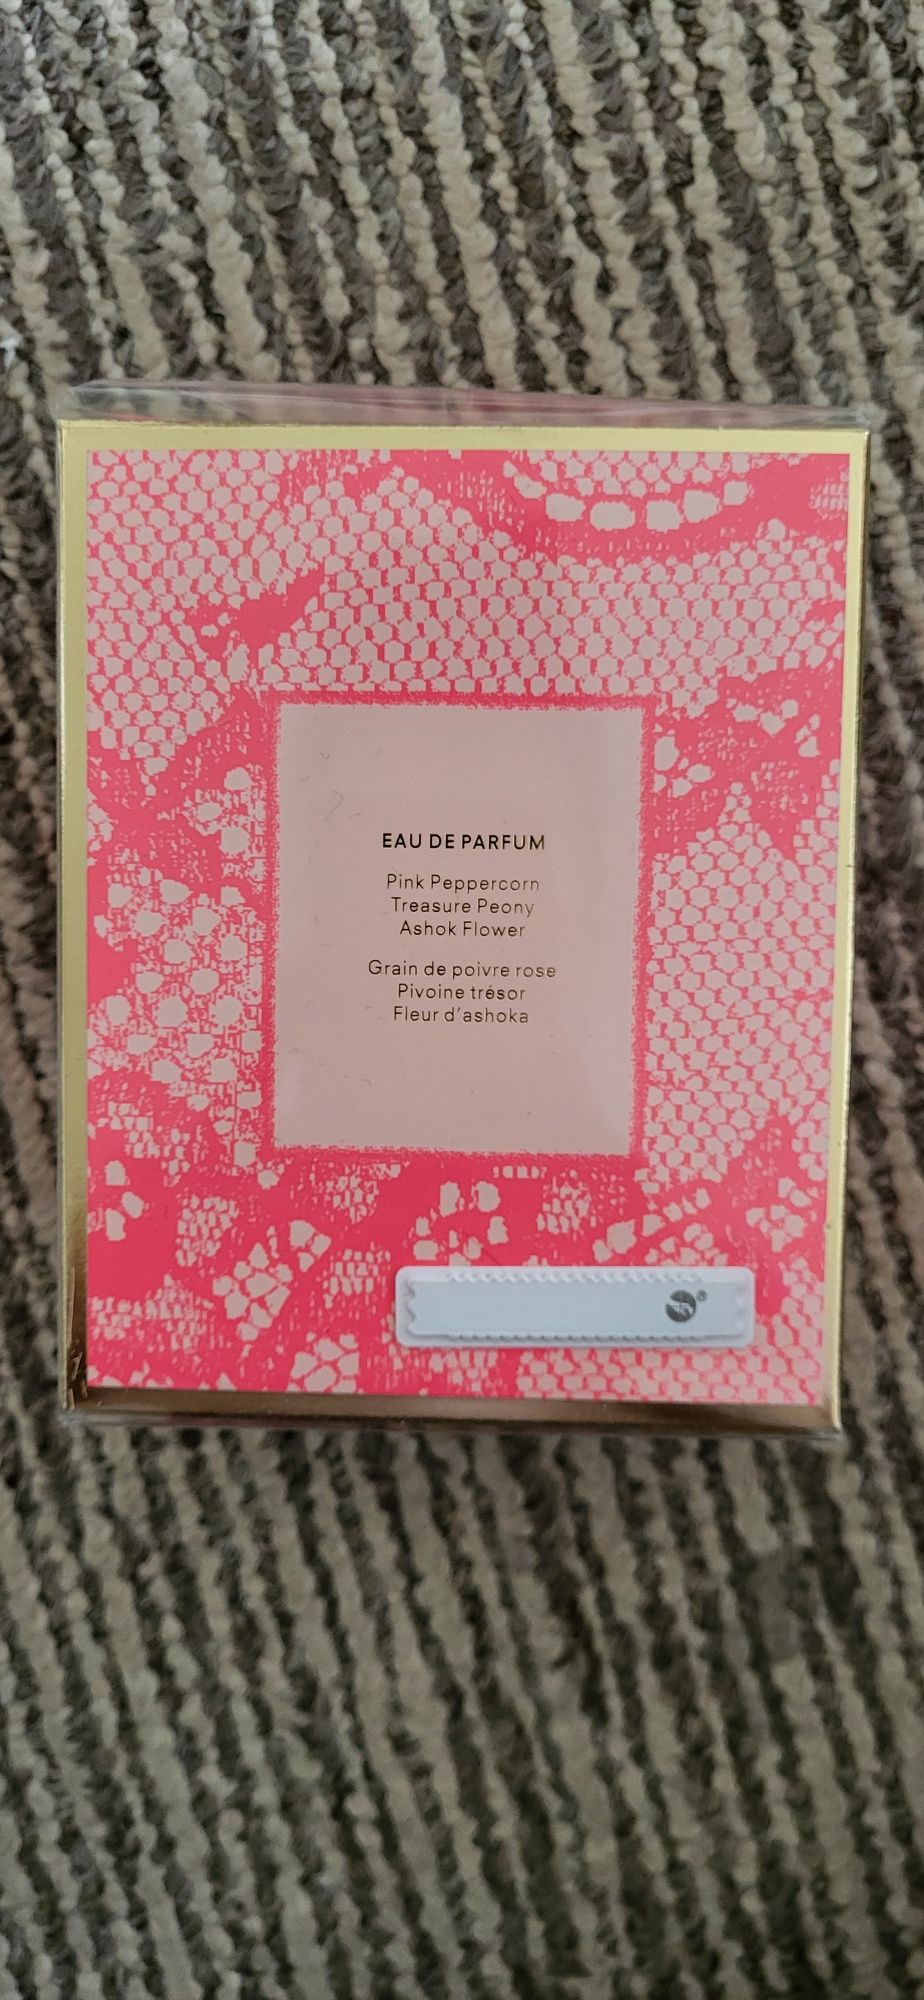 EAU DE PARFUM
Pink Peppercorn
Treasure Peony
Ashok Flower
Grain de poivre rose
Pivoine trésor
Fleur d'ashoka
®